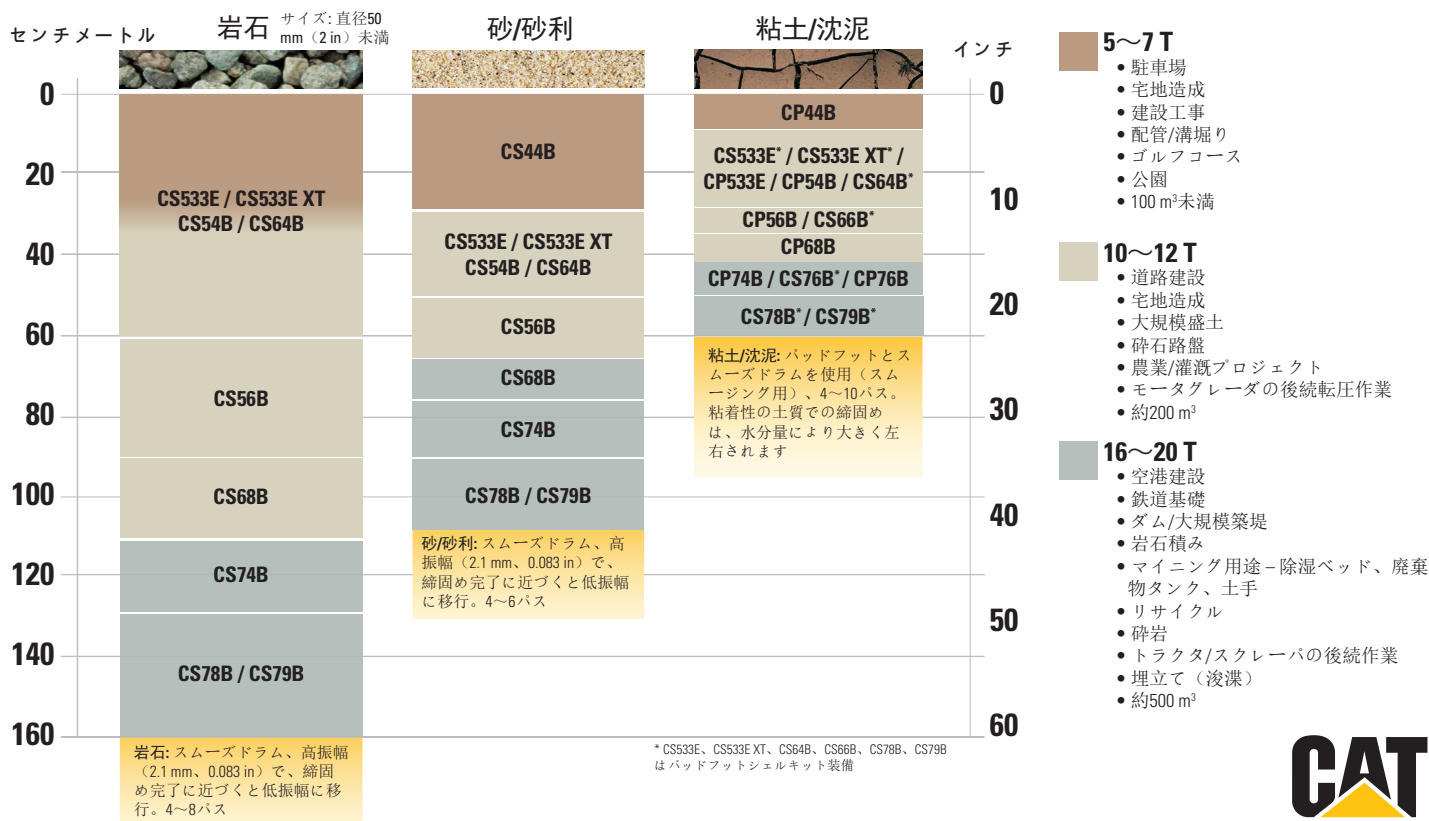 センチメートル
岩石
サイズ: 直径50
mm（2 in）未満
砂/砂利
粘土/沈泥
インチ
0
20
40
60
80
100
120
140
160
CS533E / CS533E XT
CS54B / CS64B
CS56B
CS68B
CS74B
CS78B / CS79B
岩石: スムーズドラム、高振幅
（2.1 mm、0.083 in）で、締固
め完了に近づくと低振幅に移
行。4～8パス
CS44B
CS533E / CS533E XT
CS54B / CS64B
CS56B
CS68B
CS74B
CS78B / CS79B
砂/砂利: スムーズドラム、高
振幅（2.1 mm、0.083 in）で、
締固め完了に近づくと低振幅
に移行。4～6パス
CP44B
CS533E* / CS533E XT* /
CP533E / CP54B / CS64B*
CP56B / CS66B*
CP68B
CP74B / CS76B* / CP76B
CS78B* / CS79B*
粘土/沈泥: パッドフットとス
ムーズドラムを使用（スム
ージング用）、4～10パス。
粘着性の土質での締固め
は、水分量により大きく左
右されます
0
10
20
30
40
50
60
* CS533E、CS533E XT、CS64B、CS66B、CS78B、CS79B
はパッドフットシェルキット装備
5～7 T
• 駐車場
• 宅地造成
• 建設工事
• 配管/溝堀り
• ゴルフコース
• 公園
• 100 m³未満
10～12 T
• 道路建設
• 宅地造成
• 大規模盛土
• 砕石路盤
• 農業/灌漑プロジェクト
• モータグレーダの後続転圧作業
• 約200 m³
16～20 T
• 空港建設
• 鉄道基礎
• ダム/大規模築堤
• 岩石積み
• マイニング用途 – 除湿ベッド、廃棄
物タンク、土手
• リサイクル
• 砕岩
• トラクタ/スクレーパの後続作業
• 埋立て（浚渫）
• 約500 m³
CAT